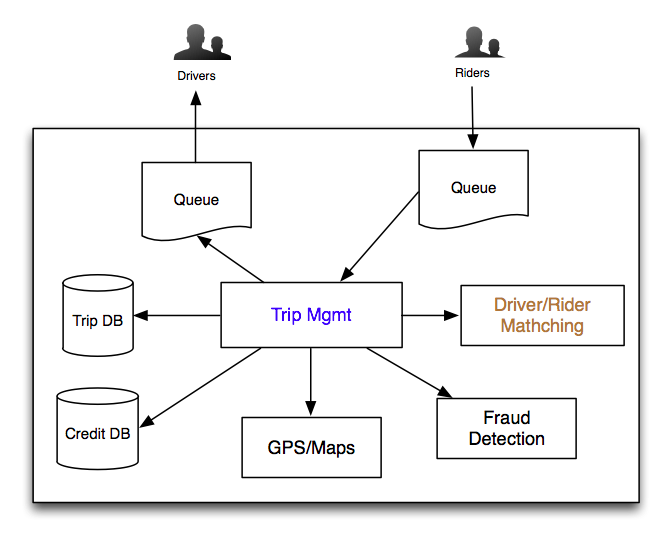 Drivers
Riders
Queue
Queue
Trip DB
Trip Mgmt
Driver/Rider
Mathching
Credit DB
GPS/Maps
Fraud
Detection